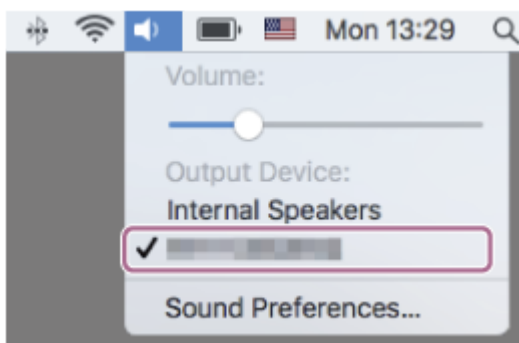 Mon 13:29
Volume:
Output Device:
Internal Speakers
Sound Preferences...